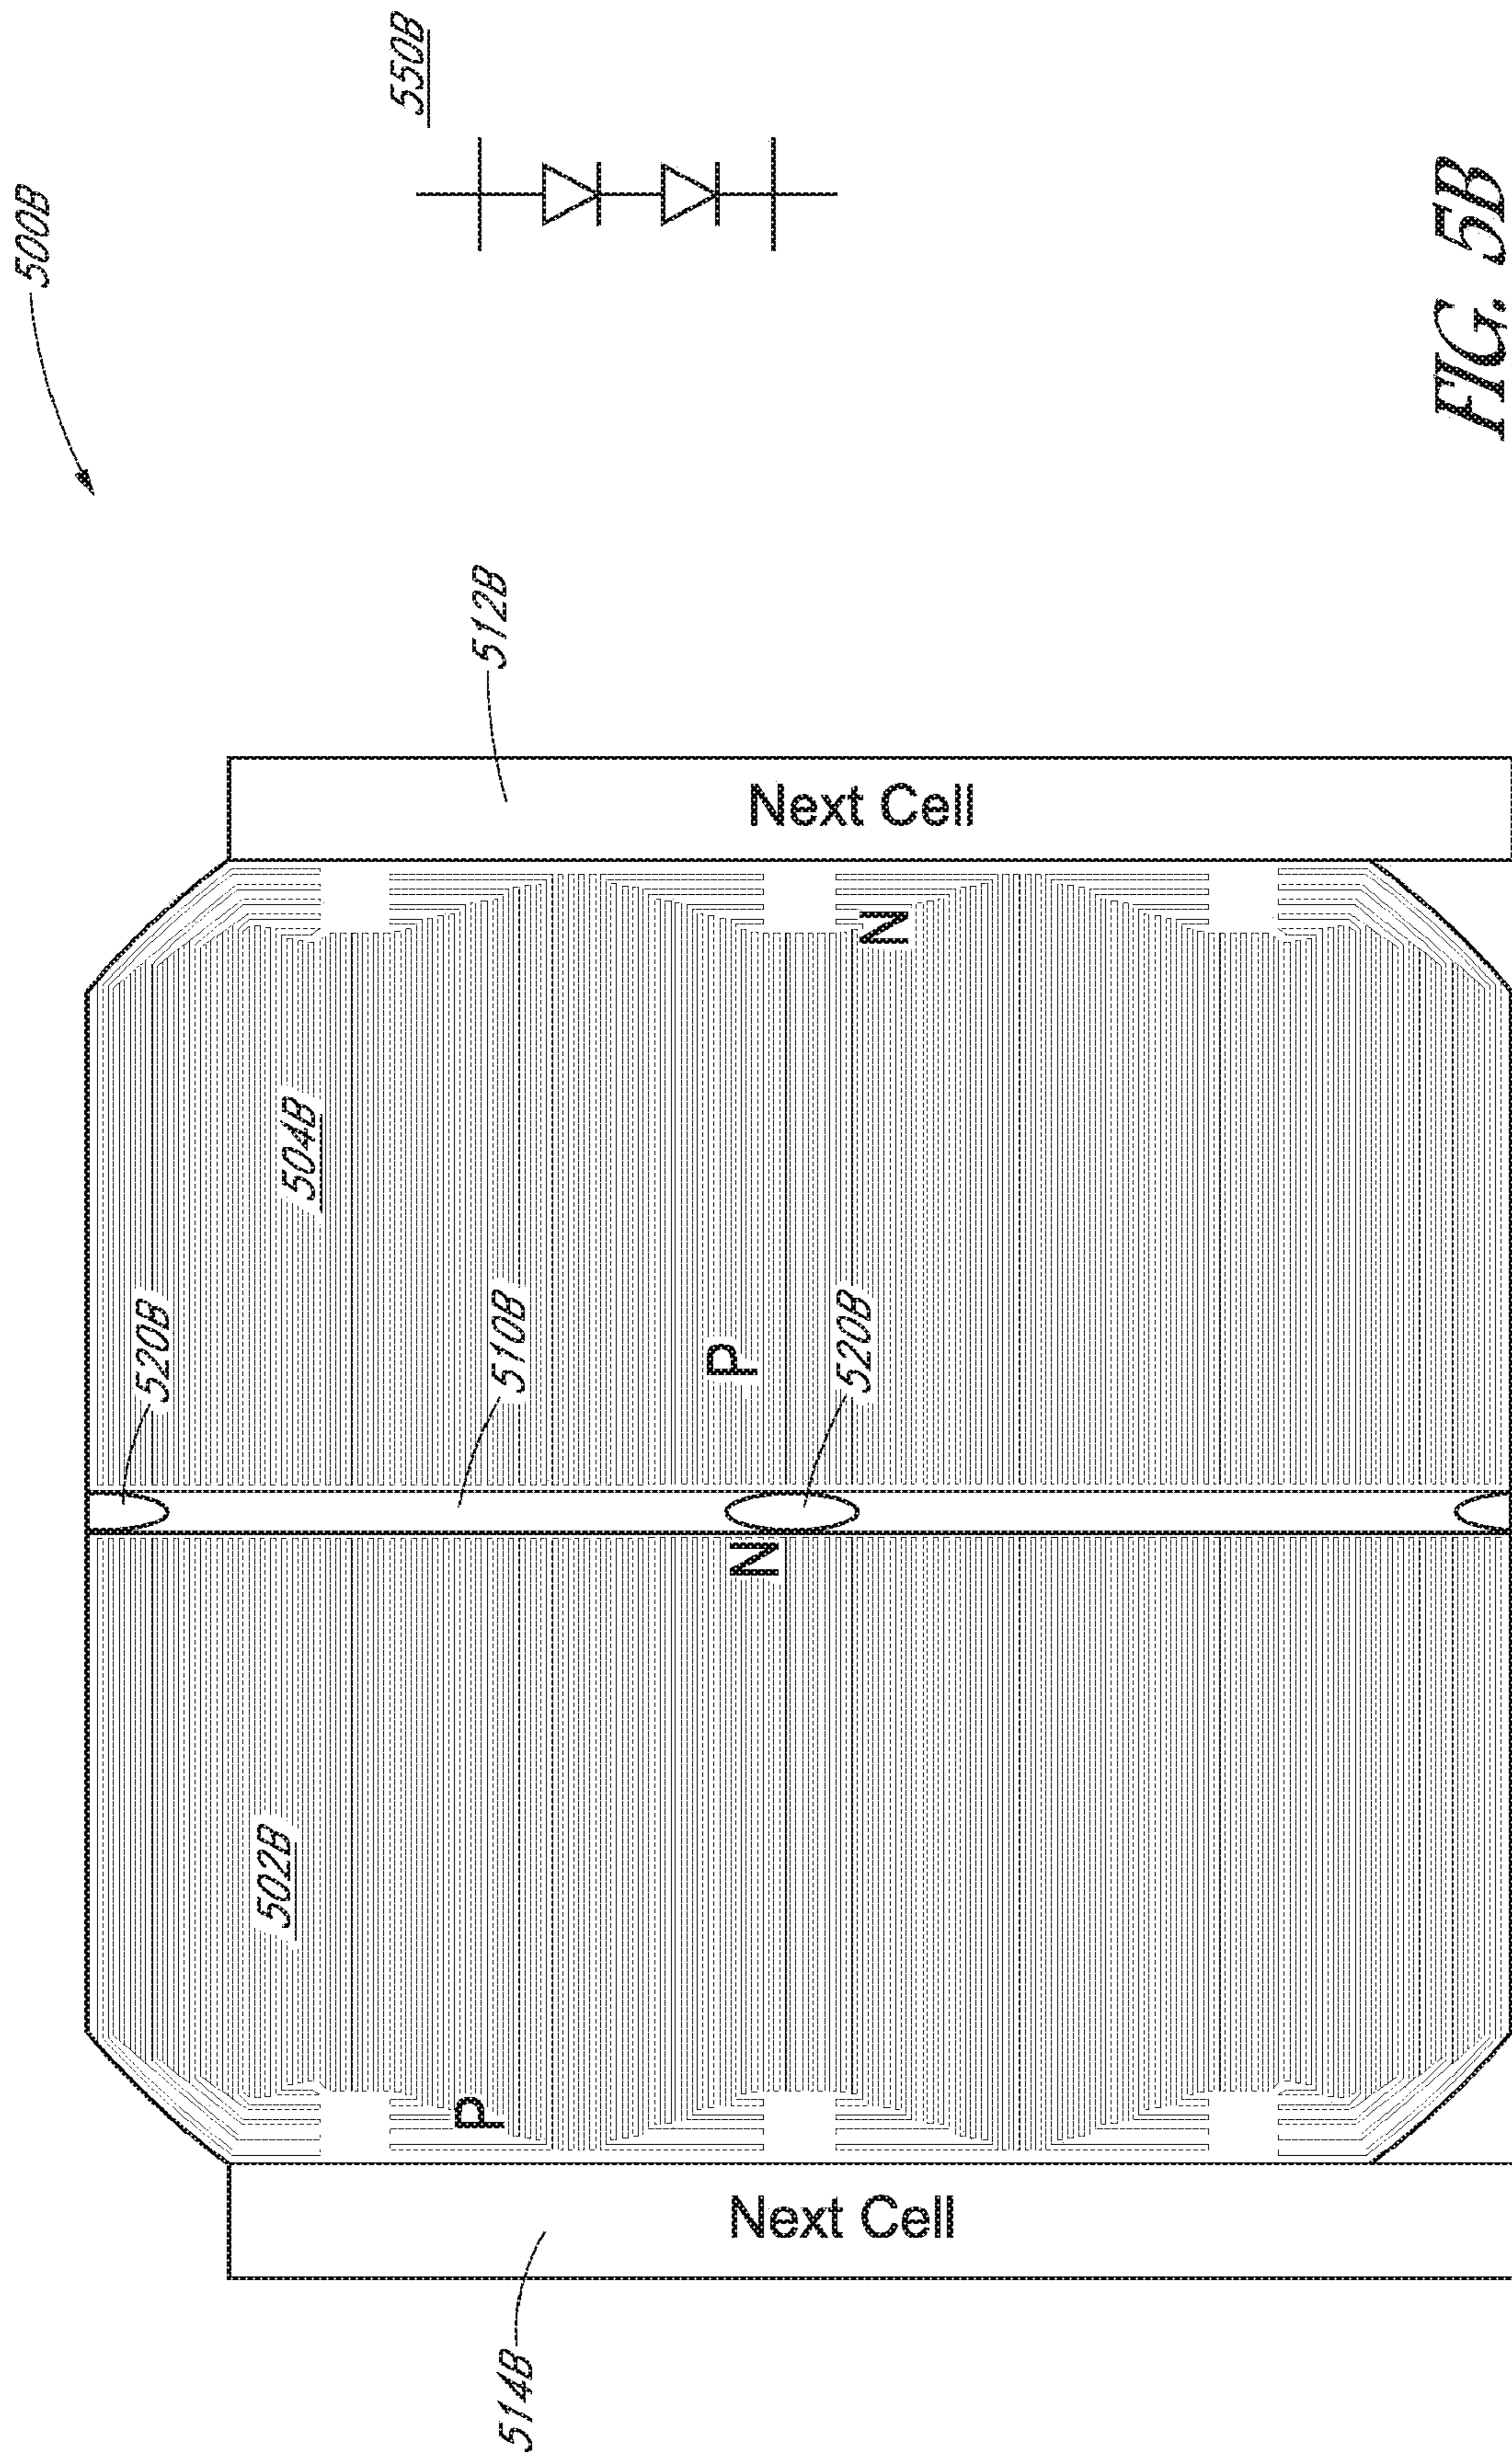 500B
550B
512B
Next Cell
504B
N
520B
510B
P
520B
N
502B
P
Next Cell
514B
FIG. 5B